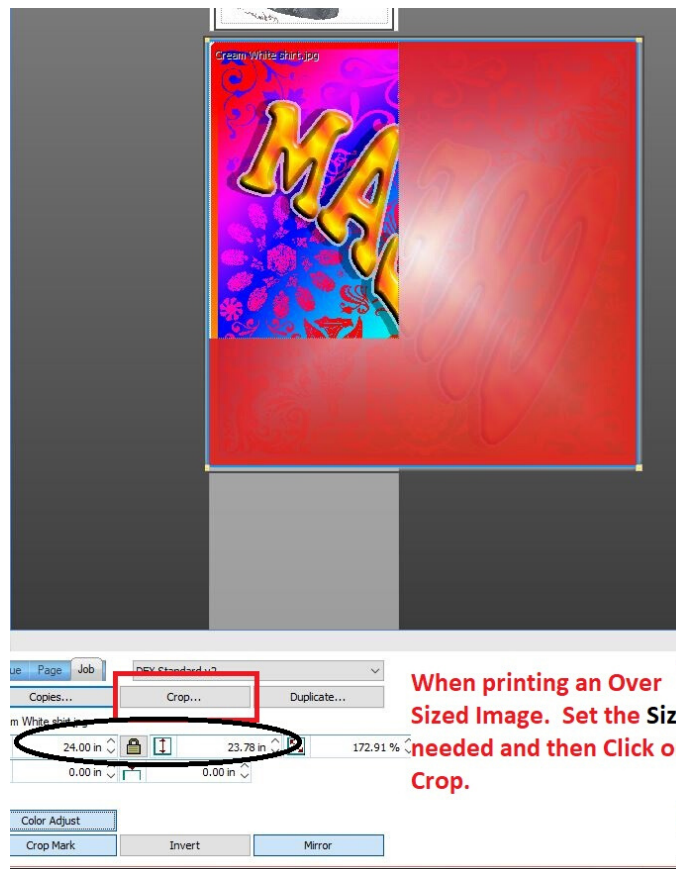 Cream White shirt.jpg
MA
ue Page Job DFX Standard v2
Copies... Crop... Duplicate...
m White shirt.jpg
24.00 in 23.78 in 172.91 %
0.00 in 0.00 in
Color Adjust
Crop Mark Invert Mirror
When printing an Over
Sized Image. Set the Siz
needed and then Click o
Crop.